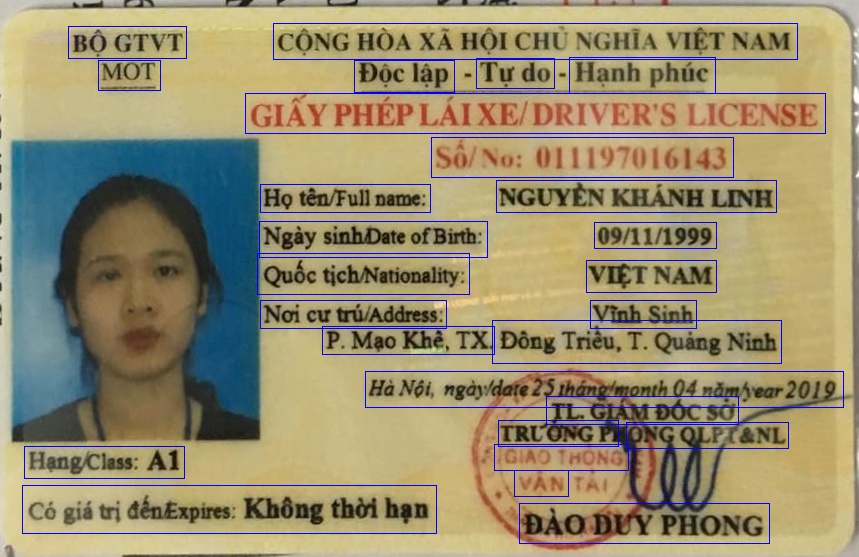 BỘ GTVT
MOT
CỘNG HÒA XÃ HỘI CHỦ NGHĨA VIỆT NAM
Độc lập - Tự do - Hạnh phúc
GIẤY PHÉP LÁI XE/ DRIVER'S LICENSE
Số/ No: 011197016143
Họ tên/Full name: NGUYỄN KHÁNH LINH
Ngày sinh/Date of Birth: 09/11/1999
Quốc tịch/Nationality: VIỆT NAM
Nơi cư trú/Address: Vĩnh Sinh
P. Mạo Khê, TX. Đông Triều, T. Quảng Ninh
Hà Nội, ngày/date 25 tháng/month 04 năm/year 2019
TL. GIÁM ĐỐC SỞ
TRƯỞNG PHÒNG QLPT&NL
GIAO THÔNG
VẬN TẢI
Hạng/Class: A1
Có giá trị đến/Expires: Không thời hạn
ĐÀO DUY PHONG